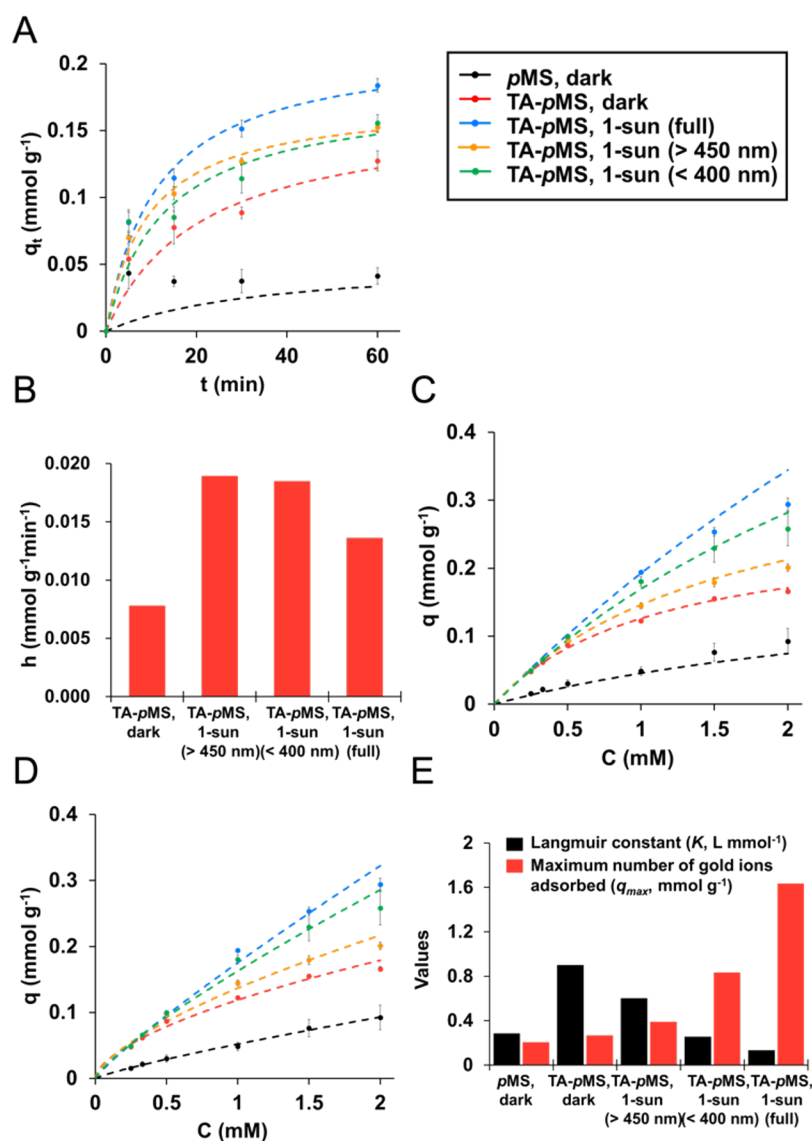 A
0.2
0.15
0.1
0.05
0
qt (mmol g-1)
0
20
40
60
t (min)
pMS, dark
TA-pMS, dark
TA-pMS, 1-sun (full)
TA-pMS, 1-sun (> 450 nm)
TA-pMS, 1-sun (< 400 nm)
B
0.020
0.015
0.010
0.005
0.000
h (mmol g-1min-1)
TA-pMS, TA-pMS, TA-pMS, TA-pMS,
dark 1-sun 1-sun 1-sun
(> 450 nm)(< 400 nm) (full)
C
0.4
0.3
0.2
0.1
0
q (mmol g-1)
0
0.5
1
1.5
2
C (mM)
D
0.4
0.3
0.2
0.1
0
q (mmol g-1)
0
0.5
1
1.5
2
C (mM)
E
2
1.6
1.2
0.8
0.4
0
Values
Langmuir constant (K, L mmol-1)
Maximum number of gold ions
adsorbed (qmax, mmol g-1)
pMS, TA-pMS, TA-pMS, TA-pMS, TA-pMS,
dark dark 1-sun 1-sun 1-sun
(> 450 nm)(< 400 nm) (full)